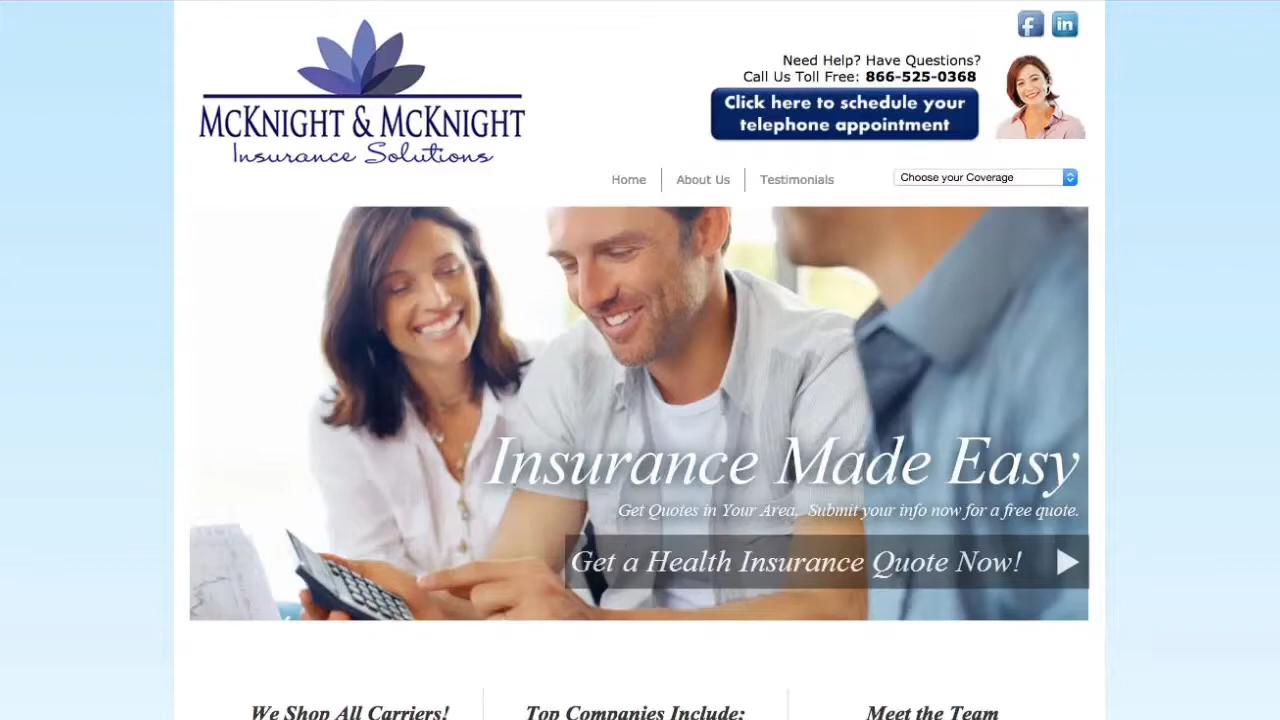 f in
Need Help? Have Questions?
Call Us Toll Free: 866-525-0368
Click here to schedule your
telephone appointment
McKNIGHT & McKNIGHT
Insurance Solutions
Home
About Us
Testimonials
Choose your Coverage
Insurance Made Easy
Get Quotes in Your Area. Submit your info now for a free quote.
Get a Health Insurance Quote Now!
We Shop All Carriers!
Top Companies Include:
Meet the Team